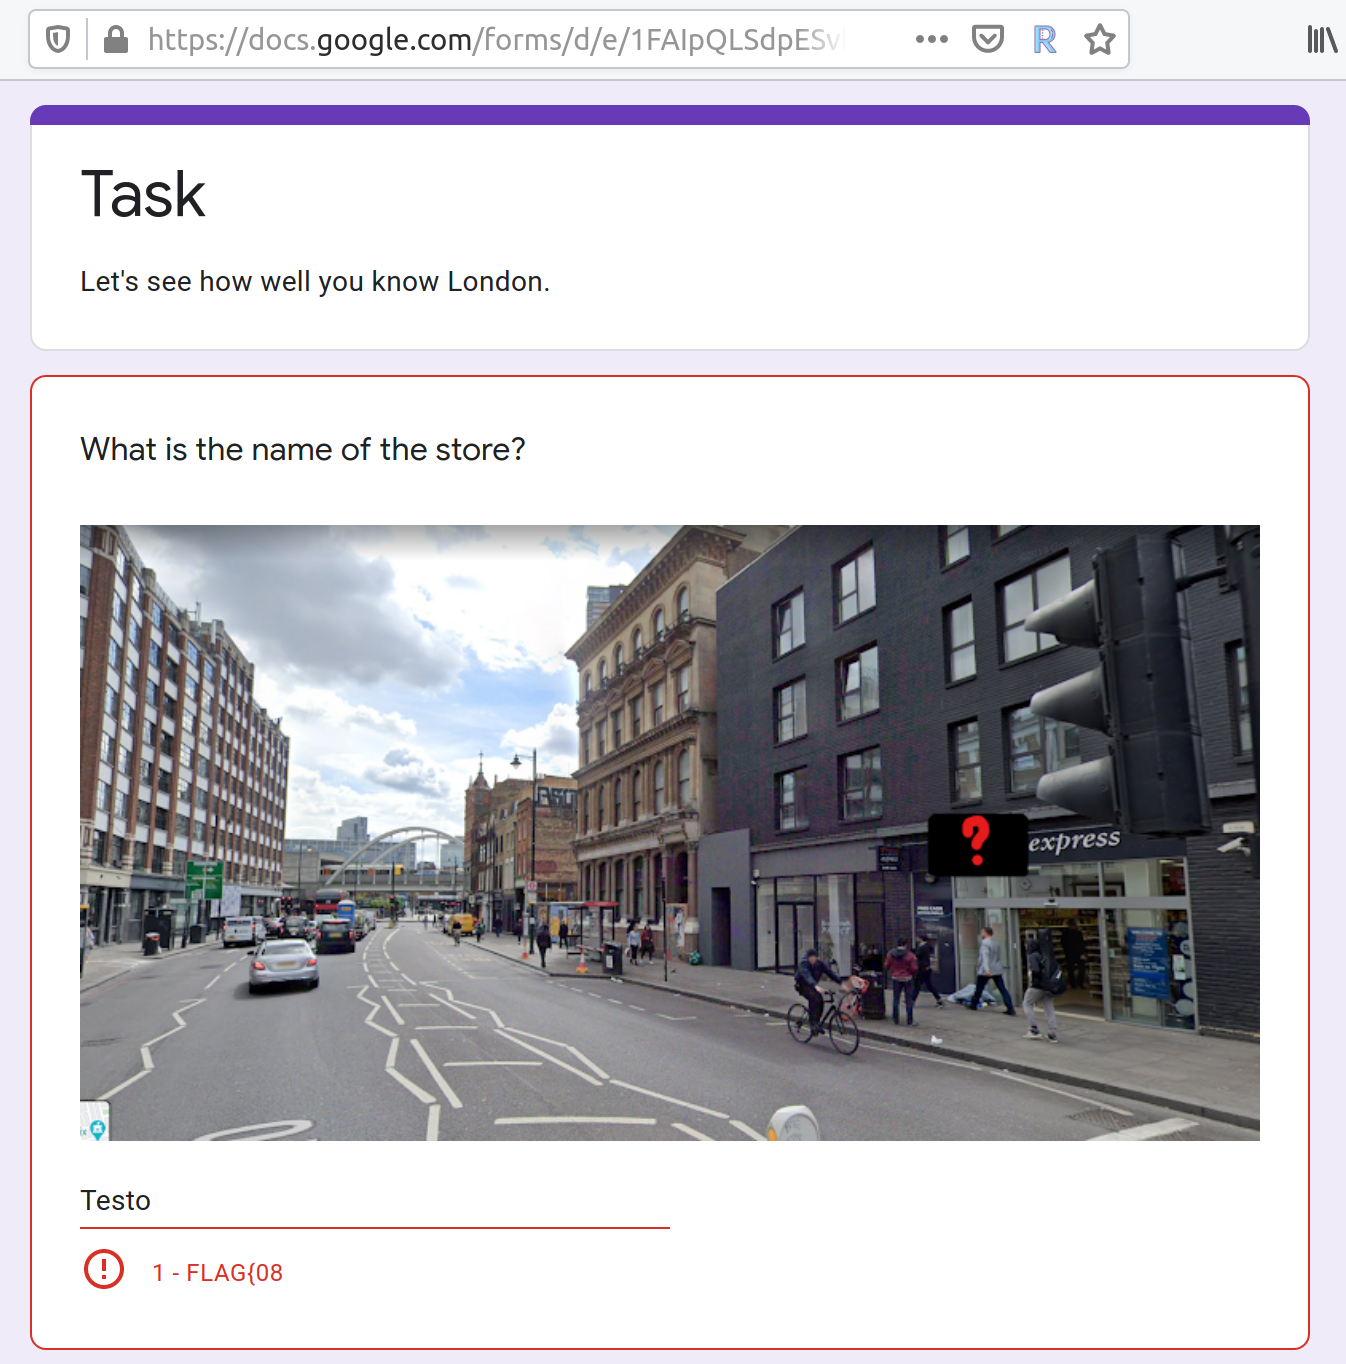 https://docs.google.com/forms/d/e/1FAIpQLSdpESv
Task
Let's see how well you know London.
What is the name of the store?
? express
Testo
1 - FLAG{08